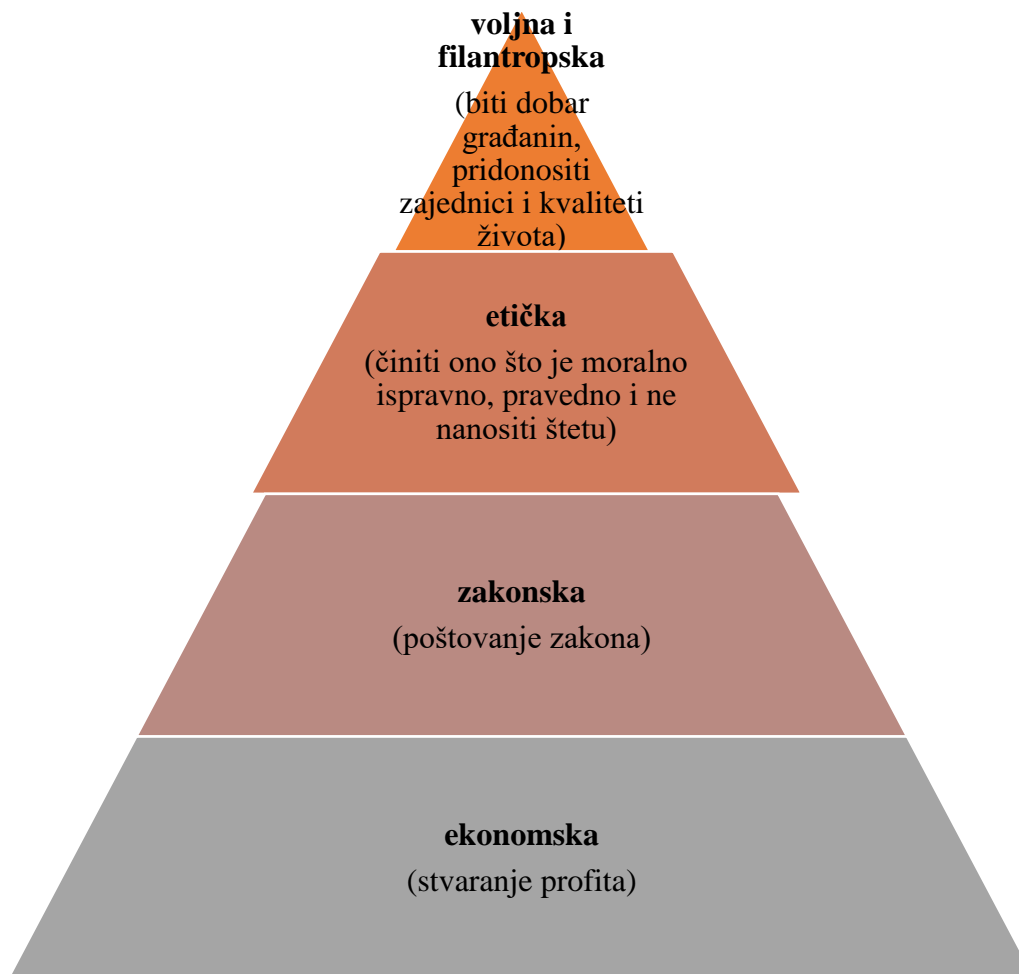 voljna i
filantropska
(biti dobar
građanin,
pridonositi
zajednici i kvaliteti
života)
etička
(činiti ono što je moralno
ispravno, pravedno i ne
nanositi štetu)
zakonska
(poštovanje zakona)
ekonomska
(stvaranje profita)